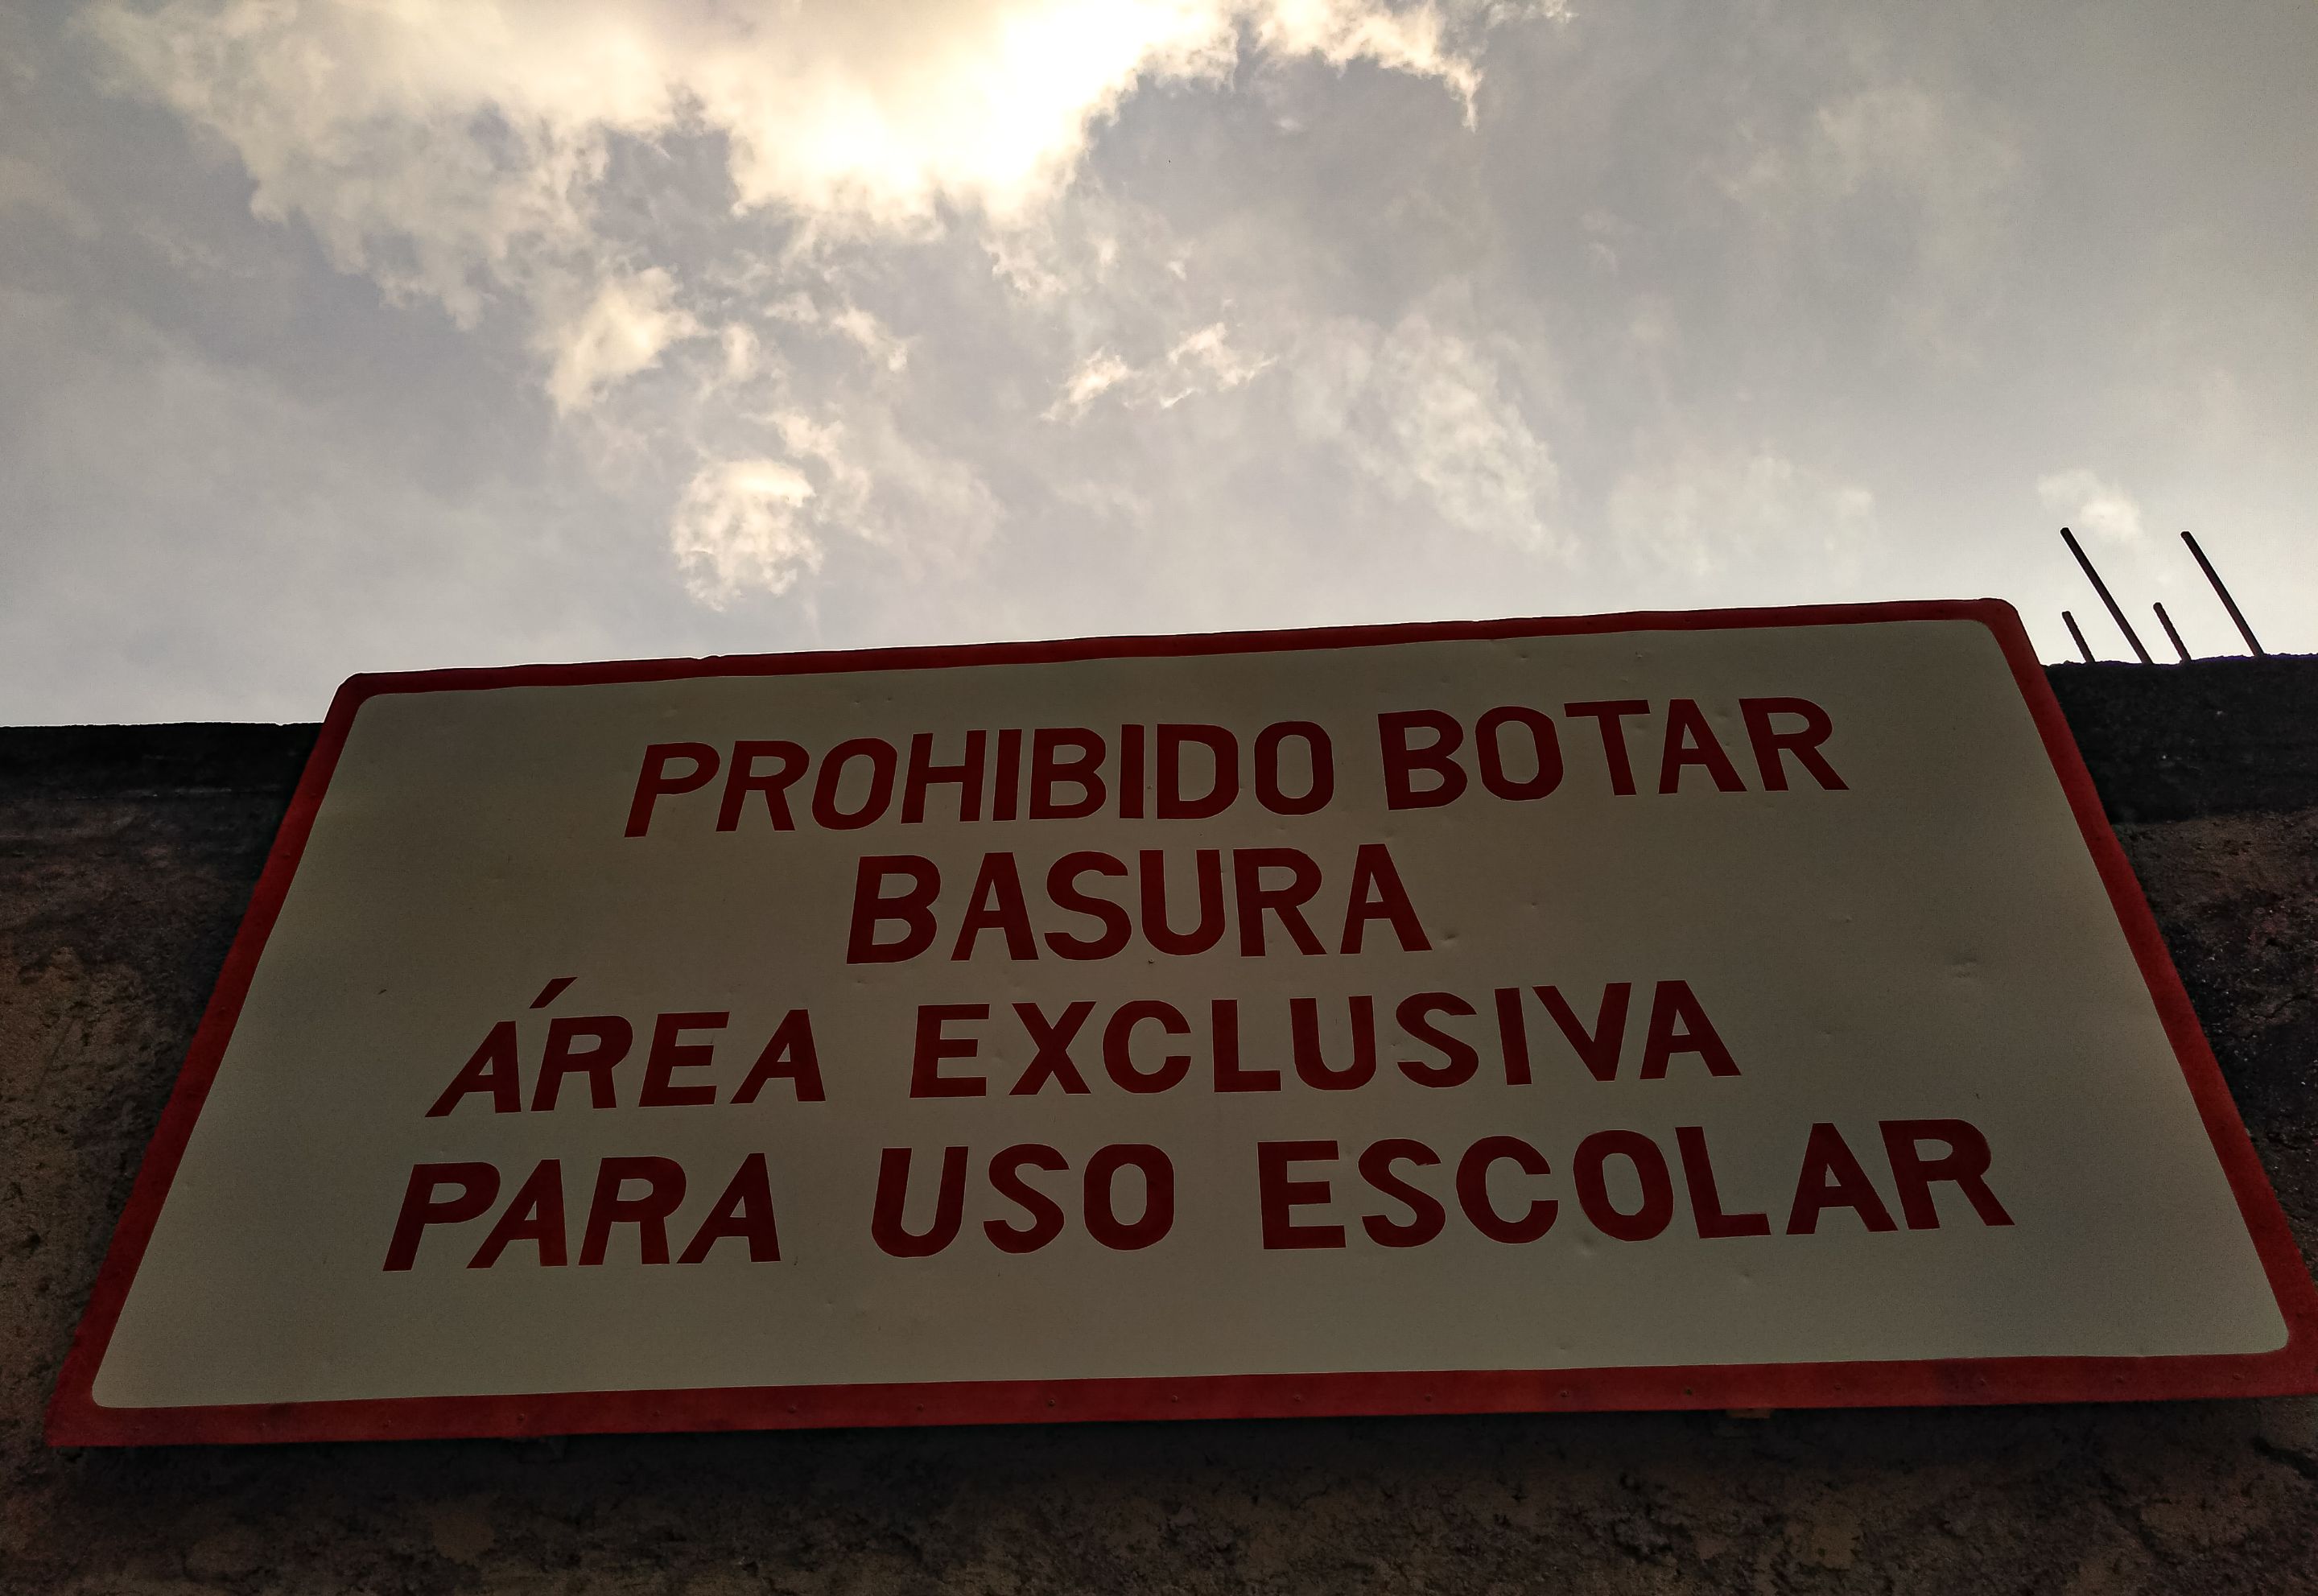 PROHIBIDO BOTAR
BASURA
ÁREA EXCLUSIVA
PARA USO ESCOLAR